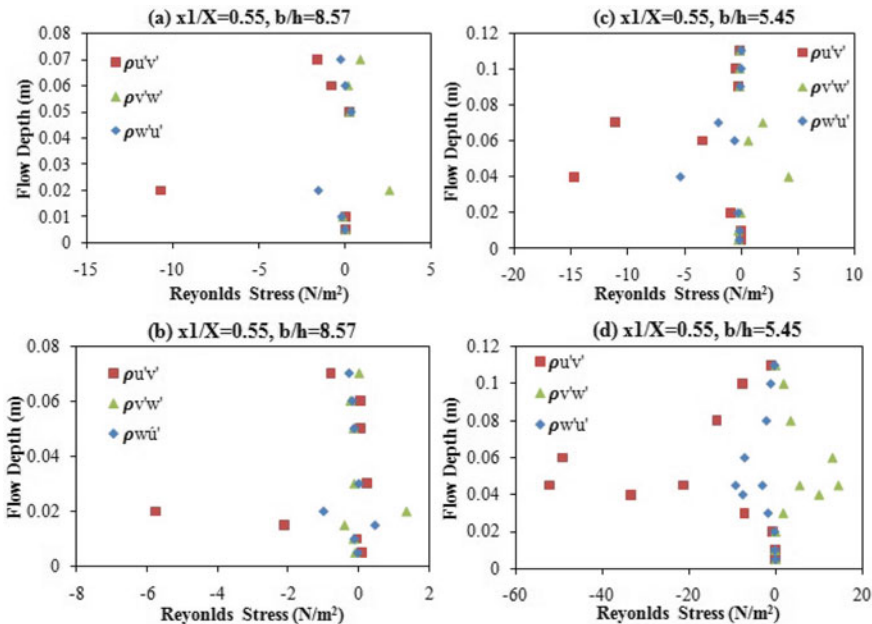 (a) x1/X=0.55, b/h=8.57
Flow Depth (m)
0.08
0.07
0.06
0.05
0.04
0.03
0.02
0.01
0
ρu'v'
ρv'w'
ρw'u'
-15 -10 -5 0 5
Reyonlds Stress (N/m²)
(c) x1/X=0.55, b/h=5.45
Flow Depth (m)
0.12
0.1
0.08
0.06
0.04
0.02
0
ρu'v'
ρv'w'
ρw'u'
-20 -15 -10 -5 0 5 10
Reyonlds Stress (N/m²)
(b) x1/X=0.55, b/h=8.57
Flow Depth (m)
0.08
0.06
0.04
0.02
0
ρu'v'
ρv'w'
ρwú'
-8 -6 -4 -2 0 2
Reyonlds Stress (N/m²)
(d) x1/X=0.55, b/h=5.45
Flow Depth (m)
0.12
0.1
0.08
0.06
0.04
0.02
0
ρu'v'
ρv'w'
ρw'u'
-60 -40 -20 0 20
Reyonlds Stress (N/m²)